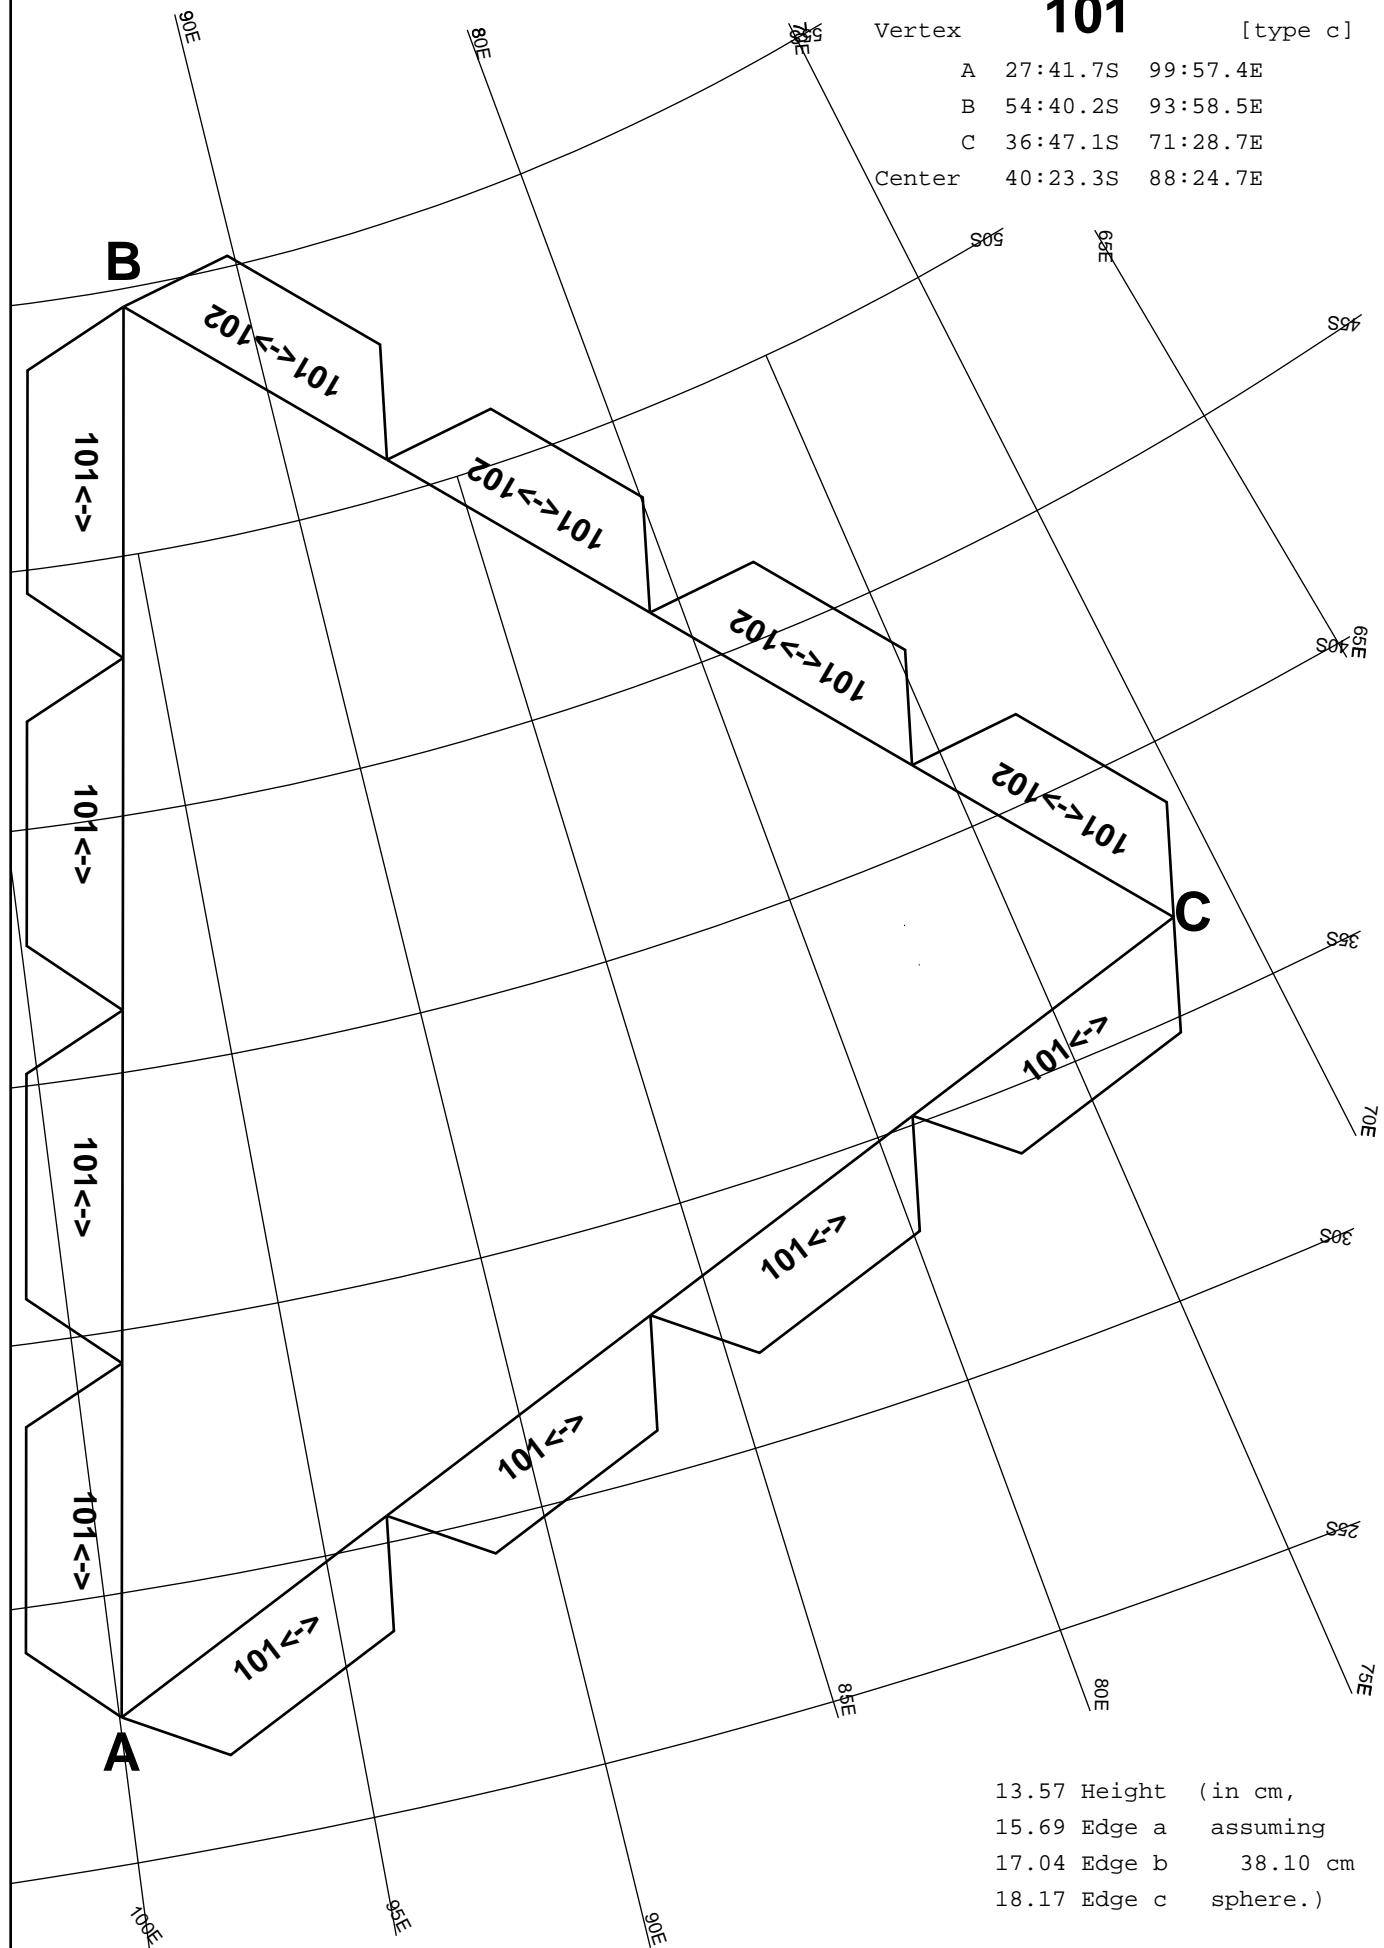 101
Vertex [type c]
A 27:41.7S 99:57.4E
B 54:40.2S 93:58.5E
C 36:47.1S 71:28.7E
Center 40:23.3S 88:24.7E
90E
80E
75E
55S
50S
65E
45S
B
101<->102
101<->
101<->102
65E
40S
101<->102
101<->102
101<->
C
35S
101<->
70E
101<->
30S
101<->
101<->
25S
101<->
101<->
75E
80E
85E
A
13.57 Height (in cm,
15.69 Edge a assuming
17.04 Edge b 38.10 cm
18.17 Edge c sphere.)
100E
95E
90E